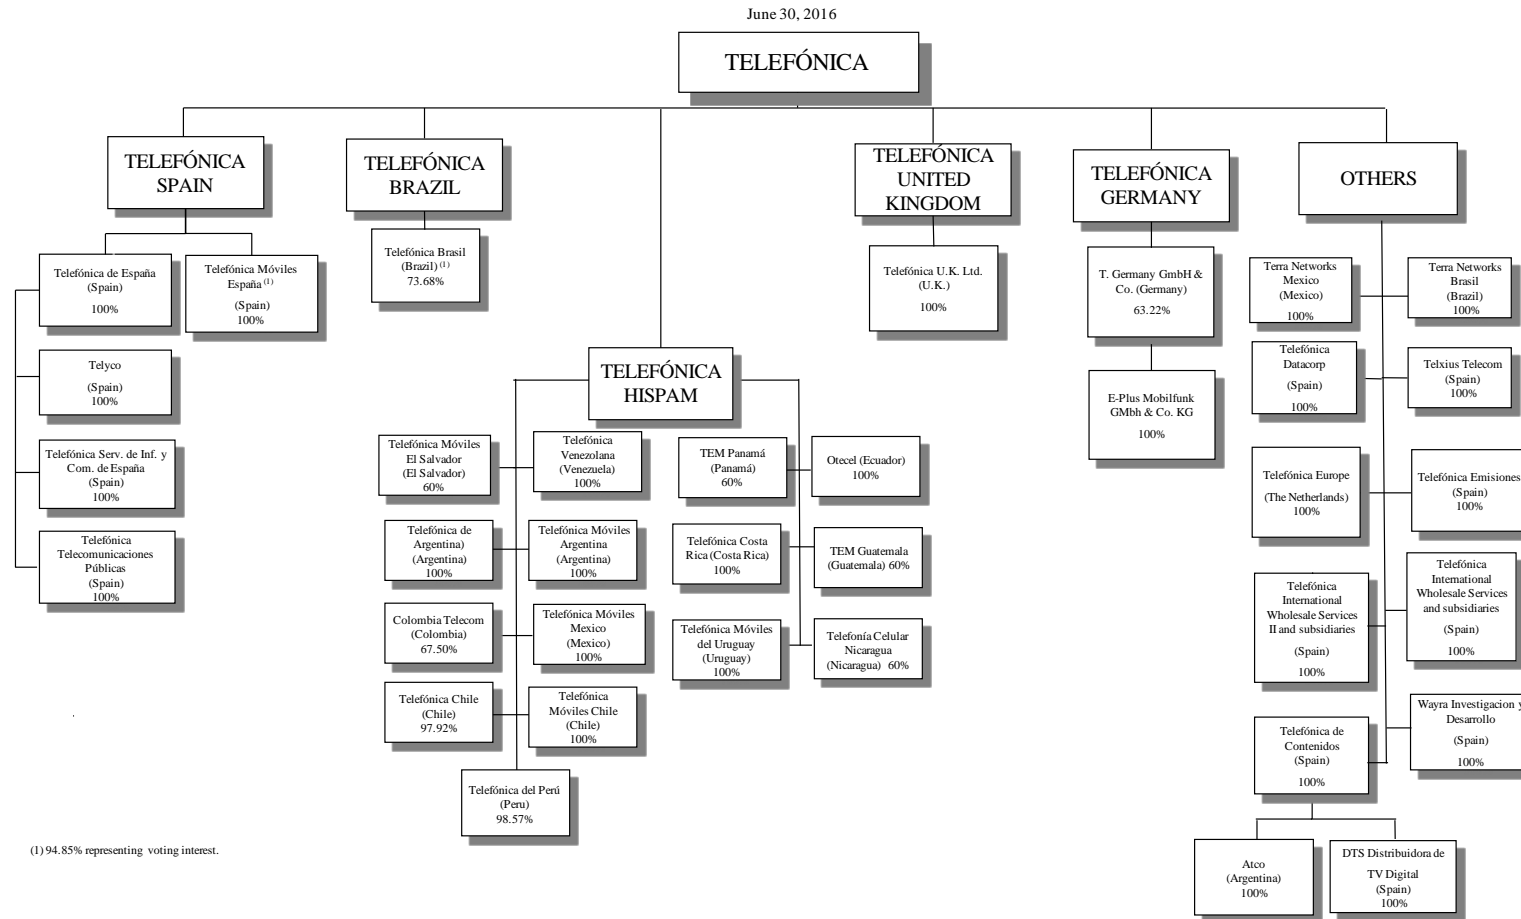 June 30, 2016
TELEFÓNICA
TELEFÓNICA
SPAIN
TELEFÓNICA
BRAZIL
TELEFÓNICA
UNITED
KINGDOM
TELEFÓNICA
GERMANY
OTHERS
Telefónica de España
(Spain)
100%
Telefónica Móviles
España (1)
(Spain)
100%
Telyco
(Spain)
100%
Telefónica Serv. de Inf. y
Com. de España
(Spain)
100%
Telefónica
Telecomunicaciones
Públicas
(Spain)
100%
Telefónica Brasil
(Brazil) (1)
73.68%
TELEFÓNICA
HISPAM
Telefónica Móviles
El Salvador
(El Salvador)
60%
Telefónica
Venezolana
(Venezuela)
100%
Telefónica de
Argentina)
(Argentina)
100%
Telefónica Móviles
Argentina
(Argentina)
100%
Colombia Telecom
(Colombia)
67.50%
Telefónica Móviles
Mexico
(Mexico)
100%
Telefónica Chile
(Chile)
97.92%
Telefónica
Móviles Chile
(Chile)
100%
Telefónica del Perú
(Peru)
98.57%
TEM Panamá
(Panamá)
60%
Otecel (Ecuador)
100%
Telefónica Costa
Rica (Costa Rica)
100%
TEM Guatemala
(Guatemala) 60%
Telefónica Móviles
del Uruguay
(Uruguay)
100%
Telefonía Celular
Nicaragua
(Nicaragua) 60%
Telefónica U.K. Ltd.
(U.K.)
100%
T. Germany GmbH &
Co. (Germany)
63.22%
E-Plus Mobilfunk
GMbh & Co. KG
100%
Terra Networks
Mexico
(Mexico)
100%
Terra Networks
Brasil
(Brazil)
100%
Telefónica
Datacorp
(Spain)
100%
Telxius Telecom
(Spain)
100%
Telefónica Europe
(The Netherlands)
100%
Telefónica Emisiones
(Spain)
100%
Telefónica
International
Wholesale Services
II and subsidiaries
(Spain)
100%
Telefónica
International
Wholesale Services
and subsidiaries
(Spain)
100%
Telefónica de
Contenidos
(Spain)
100%
Wayra Investigacion y
Desarrollo
(Spain)
100%
Atco
(Argentina)
100%
DTS Distribuidora de
TV Digital
(Spain)
100%
(1) 94.85% representing voting interest.